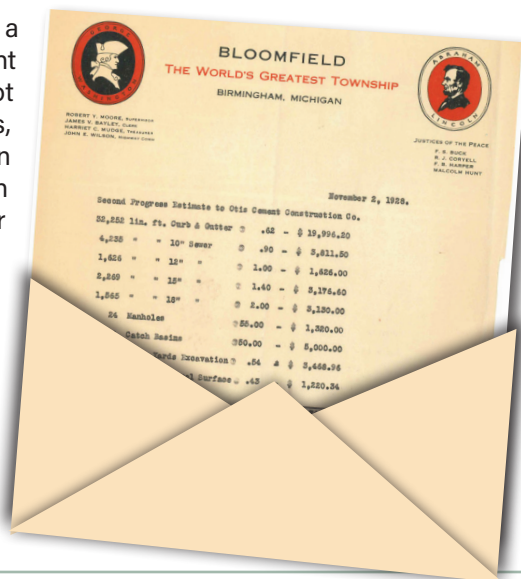 a
nt
ot
s,
n
n
r
GEORGE WASHINGTON
BLOOMFIELD
THE WORLD'S GREATEST TOWNSHIP
BIRMINGHAM, MICHIGAN
ABRAHAM LINCOLN
ROBERT Y. MOORE, SUPERVISOR
JAMES V. BAYLEY, CLERK
HARRIET C. MUDGE, TREASURER
JOHN E. WILSON, HIGHWAY COMR
JUSTICES OF THE PEACE
F. S. BUCK
R. J. CORYELL
F. B. HARPER
MALCOLM HUNT
November 2, 1928.
Second Progress Estimate to Otis Cement Construction Co.
32,252 lin. ft. Curb & Gutter @ .62 - $ 19,996.20
4,235 " " 10" Sewer @ .90 - $ 3,811.50
1,626 " " 12" " @ 1.00 - $ 1,626.00
2,269 " " 15" " @ 1.40 - $ 3,176.60
1,565 " " 18" " @ 2.00 - $ 3,130.00
24 Manholes @55.00 - $ 1,320.00
Catch Basins @50.00 - $ 5,000.00
Yards Excavation @ .54 & $ 3,468.96
Surface @ .43 $ 1,220.34